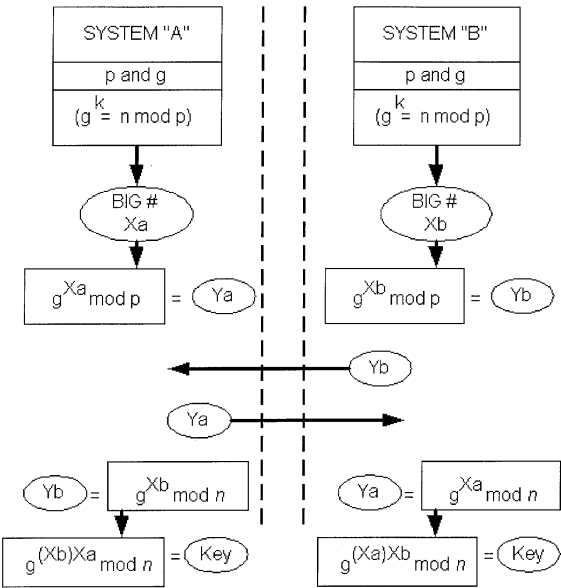 SYSTEM "A"
p and g
(g^k = n mod p)
BIG #
Xa
g^Xa mod p = Ya
SYSTEM "B"
p and g
(g^k = n mod p)
BIG #
Xb
g^Xb mod p = Yb
Yb
Ya
Yb = g^Xb mod n
g^(Xb)Xa mod n = Key
Ya = g^Xa mod n
g^(Xa)Xb mod n = Key